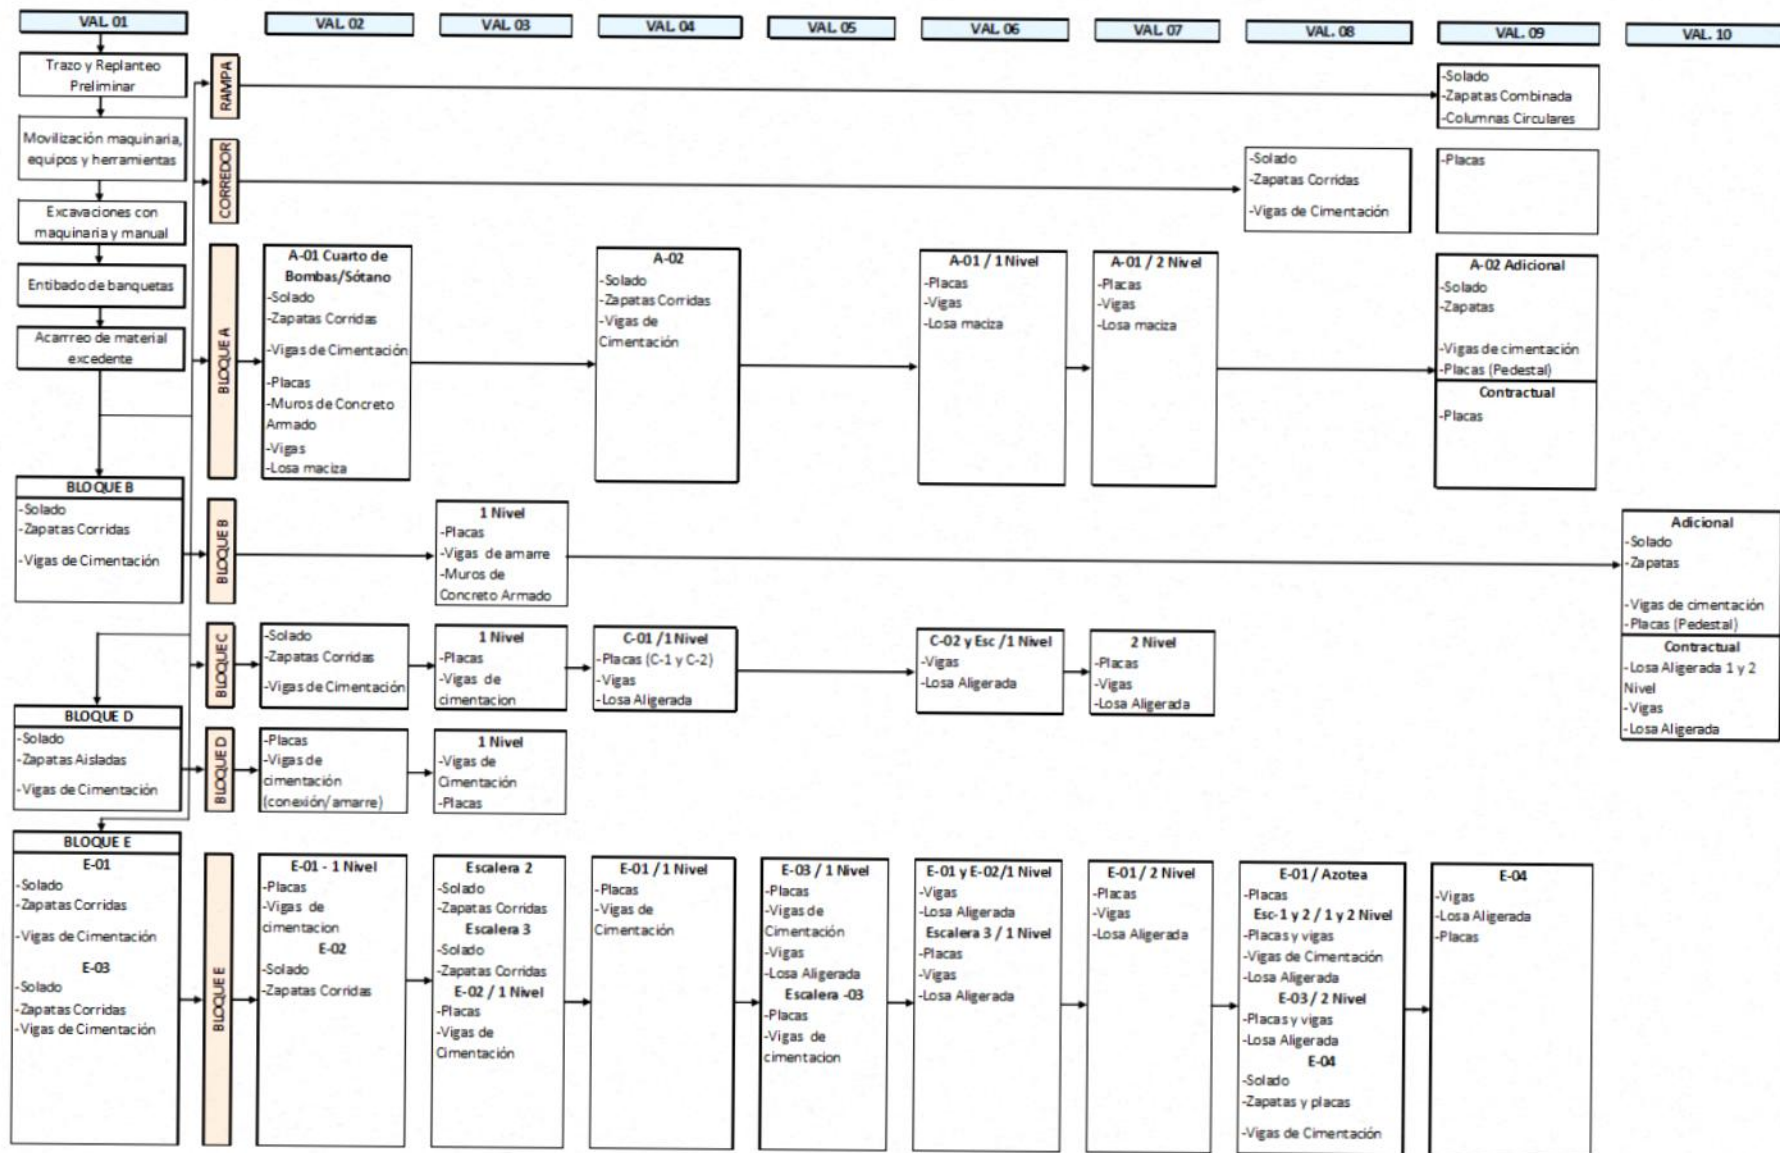 VAL. 01
VAL. 02
VAL. 03
VAL. 04
VAL. 05
VAL. 06
VAL. 07
VAL. 08
VAL. 09
VAL. 10
Trazo y Replanteo
Preliminar
Movilización maquinaria,
equipos y herramientas
Excavaciones con
maquinaria y manual
Entibado de banquetas
Acarrreo de material
excedente
RAMPA
-Solado
-Zapatas Combinada
-Columnas Circulares
CORREDOR
-Solado
-Zapatas Corridas
-Vigas de Cimentación
-Placas
BLOQUE A
A-01 Cuarto de
Bombas/Sótano
-Solado
-Zapatas Corridas
-Vigas de Cimentación
-Placas
-Muros de Concreto
Armado
-Vigas
-Losa maciza
A-02
-Solado
-Zapatas Corridas
-Vigas de
Cimentación
A-01 / 1 Nivel
-Placas
-Vigas
-Losa maciza
A-01 / 2 Nivel
-Placas
-Vigas
-Losa maciza
A-02 Adicional
-Solado
-Zapatas
-Vigas de cimentación
-Placas (Pedestal)
Contractual
-Placas
BLOQUE B
-Solado
-Zapatas Corridas
-Vigas de Cimentación
BLOQUE B
1 Nivel
-Placas
-Vigas de amarre
-Muros de
Concreto Armado
Adicional
-Solado
-Zapatas
-Vigas de cimentación
-Placas (Pedestal)
Contractual
-Losa Aligerada 1 y 2
Nivel
-Vigas
-Losa Aligerada
BLOQUE C
-Solado
-Zapatas Corridas
-Vigas de Cimentación
1 Nivel
-Placas
-Vigas de
cimentacion
C-01 /1 Nivel
-Placas (C-1 y C-2)
-Vigas
-Losa Aligerada
C-02 y Esc /1 Nivel
-Vigas
-Losa Aligerada
2 Nivel
-Placas
-Vigas
-Losa Aligerada
BLOQUE D
-Solado
-Zapatas Aisladas
-Vigas de Cimentación
BLOQUE D
-Placas
-Vigas de
cimentación
(conexión/amarre)
1 Nivel
-Vigas de
Cimentación
-Placas
BLOQUE E
E-01
-Solado
-Zapatas Corridas
-Vigas de Cimentación
E-03
-Solado
-Zapatas Corridas
-Vigas de Cimentación
BLOQUE E
E-01 - 1 Nivel
-Placas
-Vigas de
cimentacion
E-02
-Solado
-Zapatas Corridas
Escalera 2
-Solado
-Zapatas Corridas
Escalera 3
-Solado
-Zapatas Corridas
E-02 / 1 Nivel
-Placas
-Vigas de
Cimentación
E-01 / 1 Nivel
-Placas
-Vigas de
Cimentación
E-03 / 1 Nivel
-Placas
-Vigas de
Cimentación
-Vigas
-Losa Aligerada
Escalera -03
-Placas
-Vigas de
cimentacion
E-01 y E-02/1 Nivel
-Vigas
-Losa Aligerada
Escalera 3 / 1 Nivel
-Placas
-Vigas
-Losa Aligerada
E-01 / 2 Nivel
-Placas
-Vigas
-Losa Aligerada
E-01 / Azotea
-Placas
Esc-1 y 2 / 1 y 2 Nivel
-Placas y vigas
-Vigas de Cimentación
-Losa Aligerada
E-03 / 2 Nivel
-Placas y vigas
-Losa Aligerada
E-04
-Solado
-Zapatas y placas
-Vigas de Cimentación
E-04
-Vigas
-Losa Aligerada
-Placas